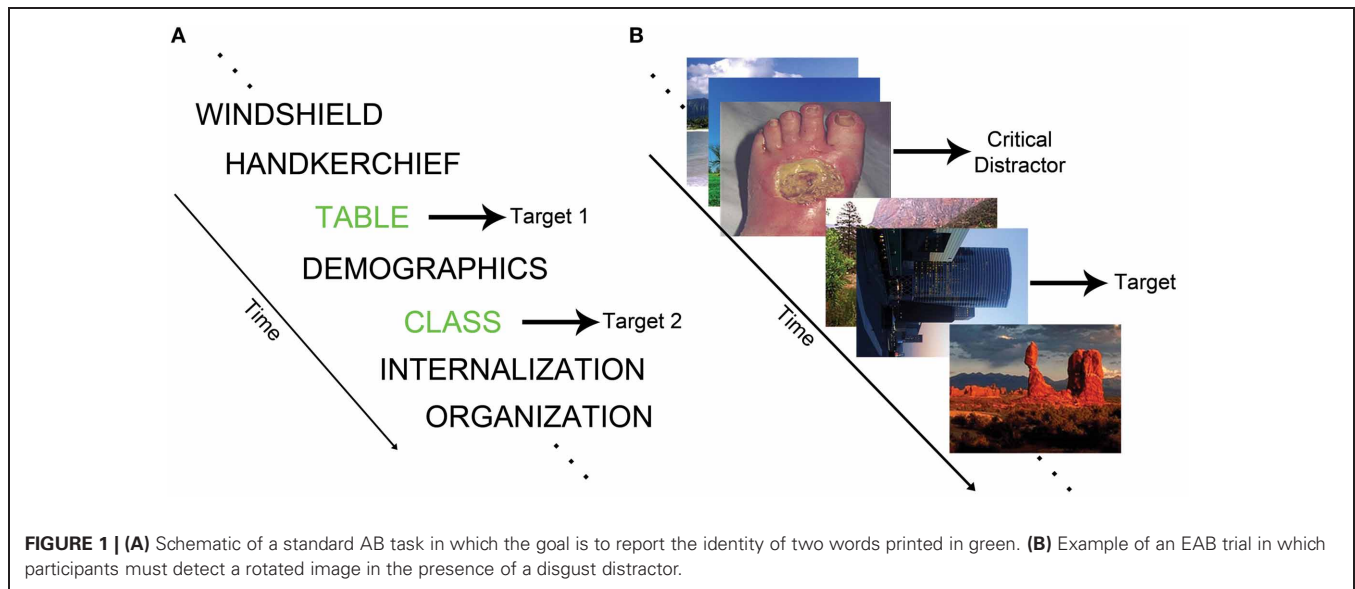 A
WINDSHIELD
HANDKERCHIEF
TABLE
Target 1
DEMOGRAPHICS
CLASS
Target 2
INTERNALIZATION
ORGANIZATION
Time
B
Critical
Distractor
Target
Time
FIGURE 1 | (A) Schematic of a standard AB task in which the goal is to report the identity of two words printed in green. (B) Example of an EAB trial in which
participants must detect a rotated image in the presence of a disgust distractor.